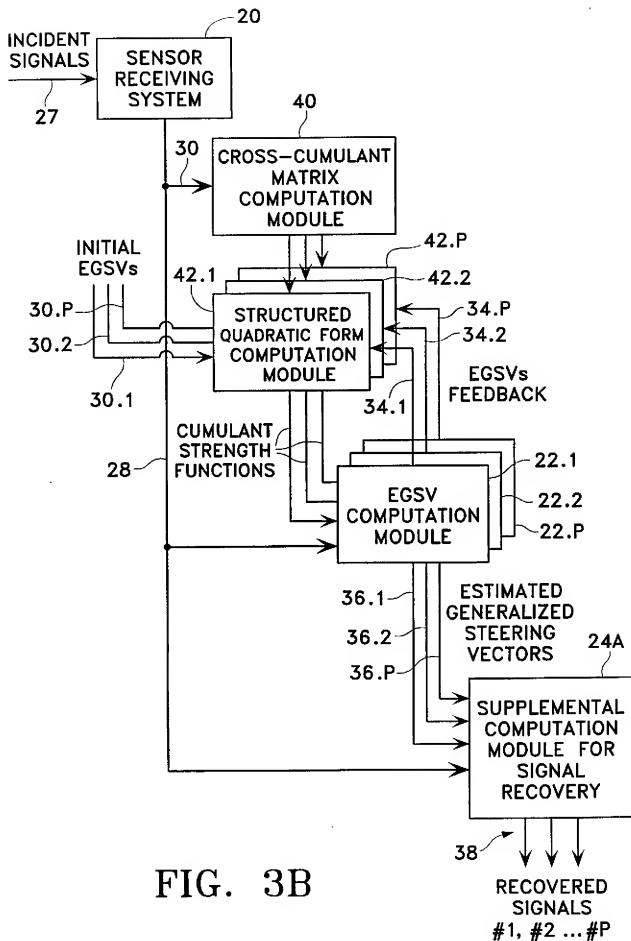 20
INCIDENT
SIGNALS
27
SENSOR
RECEIVING
SYSTEM
40
30
CROSS-CUMULANT
MATRIX
COMPUTATION
MODULE
INITIAL
EGSVs
42.P
42.2
42.1
30.P
30.2
30.1
STRUCTURED
QUADRATIC FORM
COMPUTATION
MODULE
34.P
34.2
34.1
EGSVs
FEEDBACK
CUMULANT
STRENGTH
FUNCTIONS
28
EGSV
COMPUTATION
MODULE
22.1
22.2
22.P
36.1
36.2
36.P
ESTIMATED
GENERALIZED
STEERING
VECTORS
24A
SUPPLEMENTAL
COMPUTATION
MODULE FOR
SIGNAL
RECOVERY
38
RECOVERED
SIGNALS
#1, #2 ... #P
FIG. 3B